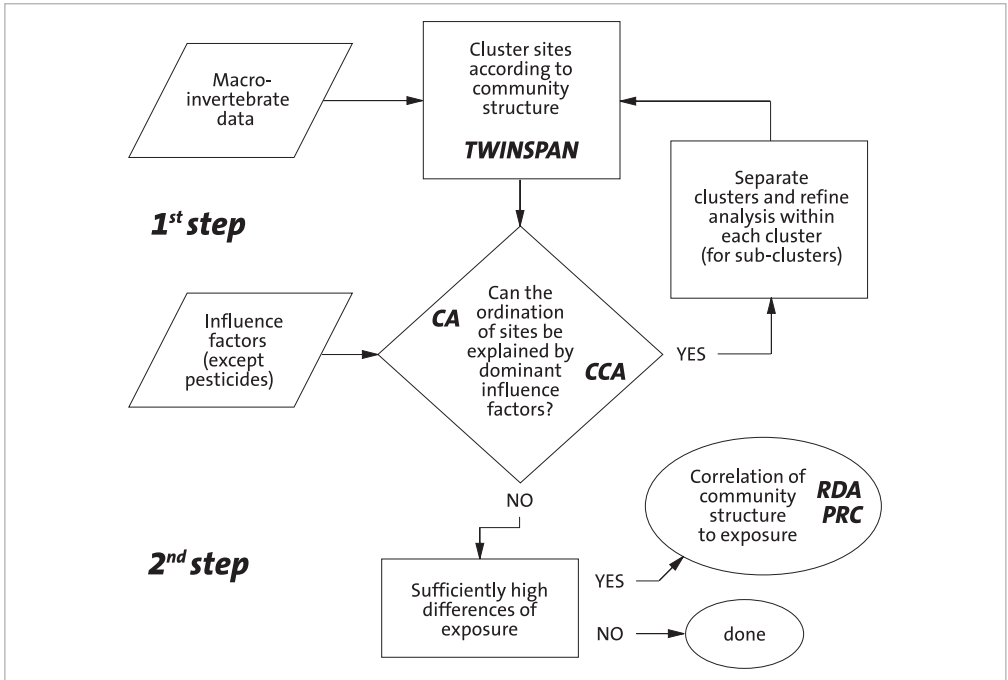 Macro-
invertebrate
data
Cluster sites
according to
community
structure
TWINSPAN
Separate
clusters and refine
analysis within
each cluster
(for sub-clusters)
1st step
Influence
factors
(except
pesticides)
CA
Can the
ordination
of sites be
explained by
dominant
influence
factors?
CCA
YES
NO
Correlation of
community
structure
to exposure
RDA
PRC
2nd step
Sufficiently high
differences of
exposure
YES
NO
done